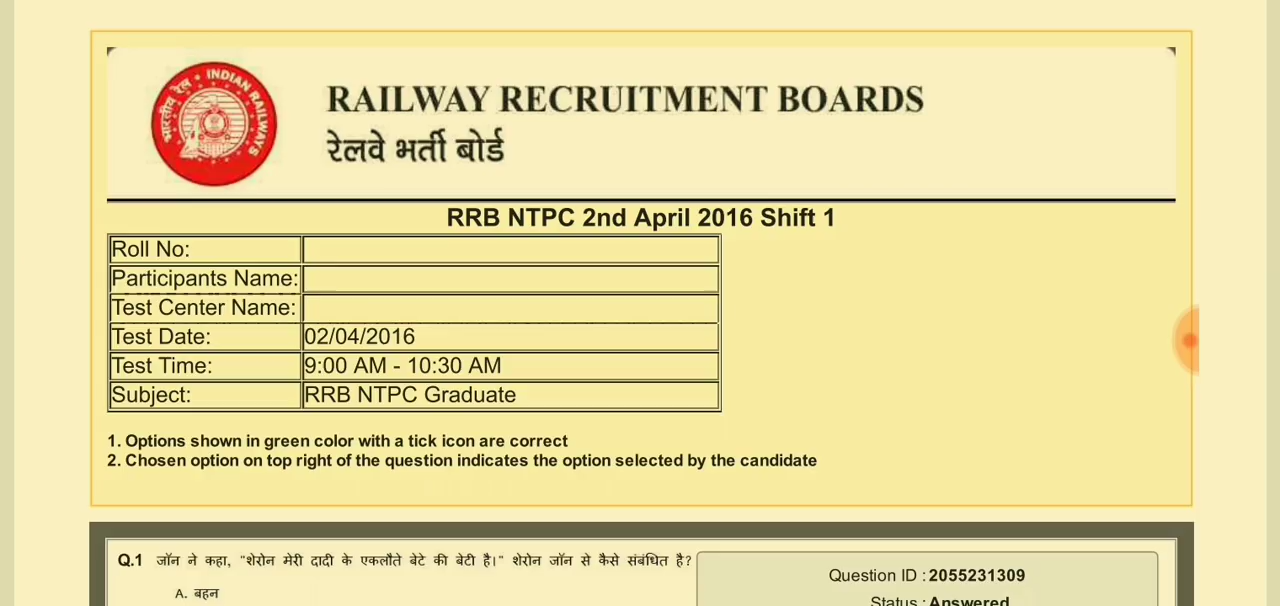 भारतीय रेल • INDIAN RAILWAYS
RAILWAY RECRUITMENT BOARDS
रेलवे भर्ती बोर्ड
RRB NTPC 2nd April 2016 Shift 1
Roll No:
Participants Name:
Test Center Name:
Test Date: 02/04/2016
Test Time: 9:00 AM - 10:30 AM
Subject: RRB NTPC Graduate
1. Options shown in green color with a tick icon are correct
2. Chosen option on top right of the question indicates the option selected by the candidate
Q.1 जॉन ने कहा, "शेरोन मेरी दादी के एकलौते बेटे की बेटी है।" शेरोन जॉन से कैसे संबंधित है?
Question ID : 2055231309
A. बहन
Status : Answered